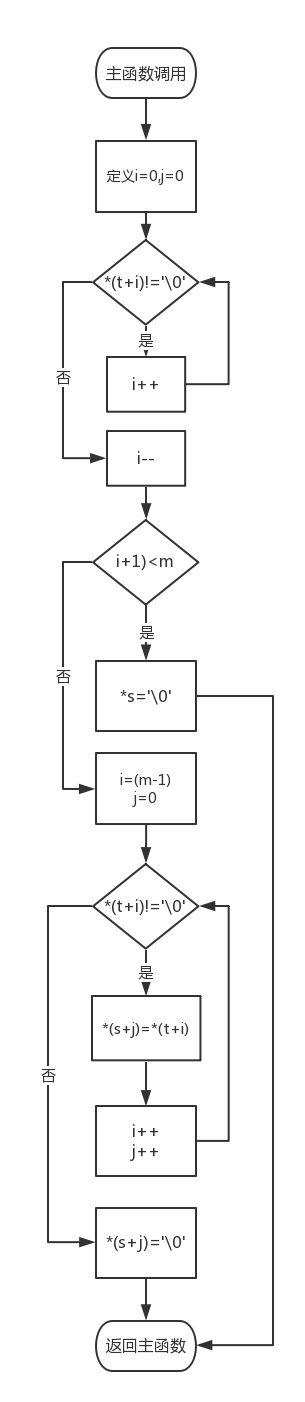 主函数调用
定义i=0,j=0
*(t+i)!='\0'
是
否
i++
i--
i+1)<m
是
否
*s='\0'
i=(m-1)
j=0
*(t+i)!='\0'
是
*(s+j)=*(t+i)
否
i++
j++
*(s+j)='\0'
返回主函数